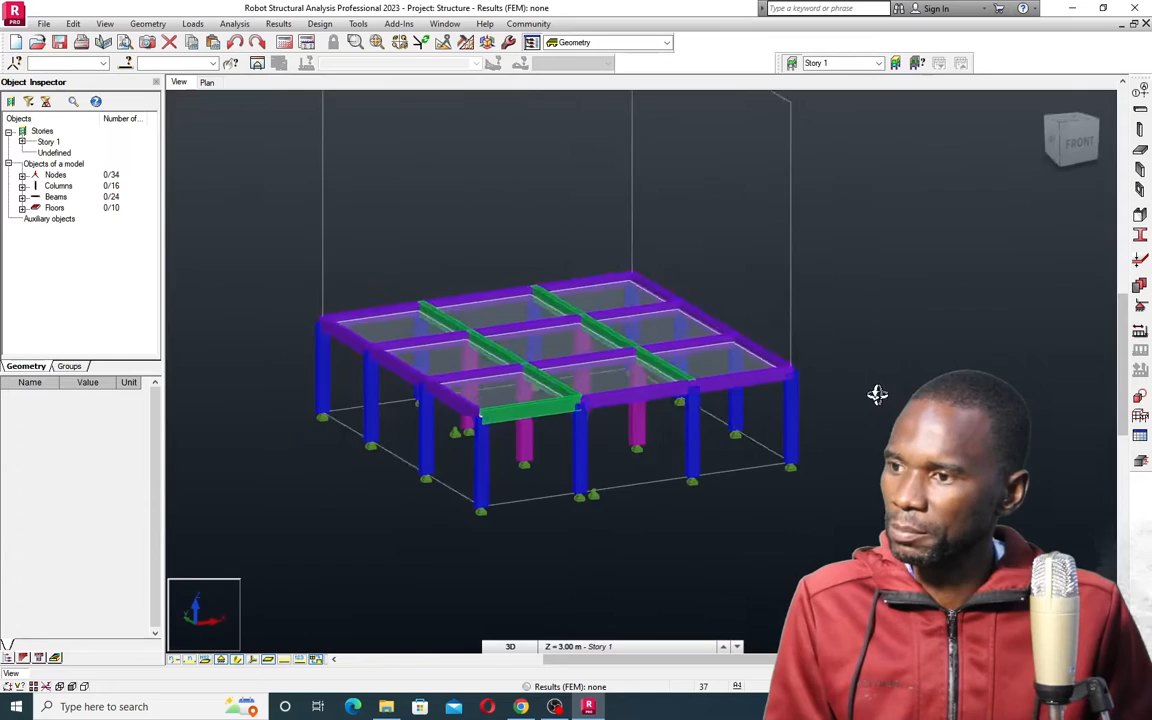 Robot Structural Analysis Professional 2023 - Project: Structure - Results (FEM): none
Type a keyword or phrase
Sign In
PRO
File Edit View Geometry Loads Analysis Results Design Tools Add-Ins Window Help Community
Geometry
Story 1
Object Inspector
View Plan
Objects Number of...
Stories
Story 1
Undefined
Objects of a model
Nodes 0/34
Columns 0/16
Beams 0/24
Floors 0/10
Auxiliary objects
FRONT
Geometry Groups
Name Value Unit
3D Z = 3.00 m - Story 1
View
Results (FEM): none 37
Type here to search
PRO